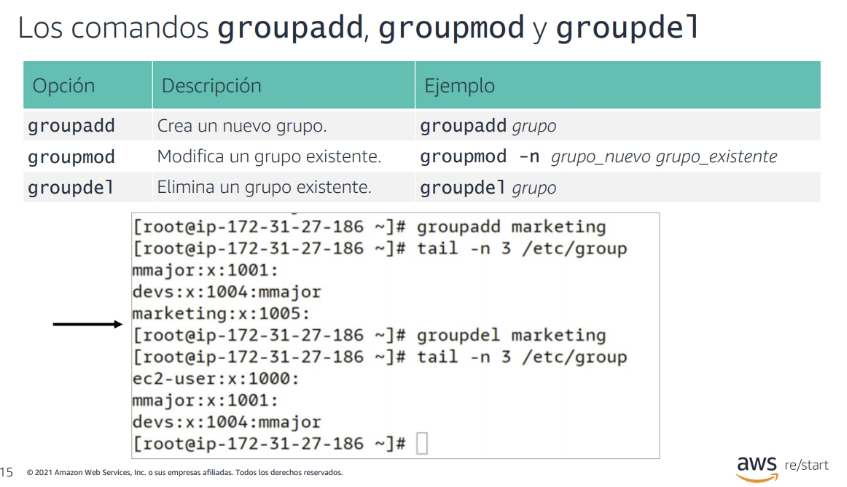 Los comandos groupadd, groupmod y groupdel
Opción Descripción Ejemplo
groupadd Crea un nuevo grupo. groupadd grupo
groupmod Modifica un grupo existente. groupmod -n grupo_nuevo grupo_existente
groupdel Elimina un grupo existente. groupdel grupo
[root@ip-172-31-27-186 ~]# groupadd marketing
[root@ip-172-31-27-186 ~]# tail -n 3 /etc/group
mmajor:x:1001:
devs:x:1004:mmajor
marketing:x:1005:
[root@ip-172-31-27-186 ~]# groupdel marketing
[root@ip-172-31-27-186 ~]# tail -n 3 /etc/group
ec2-user:x:1000:
mmajor:x:1001:
devs:x:1004:mmajor
[root@ip-172-31-27-186 ~]#
15 © 2021 Amazon Web Services, Inc. o sus empresas afiliadas. Todos los derechos reservados.
aws re/start